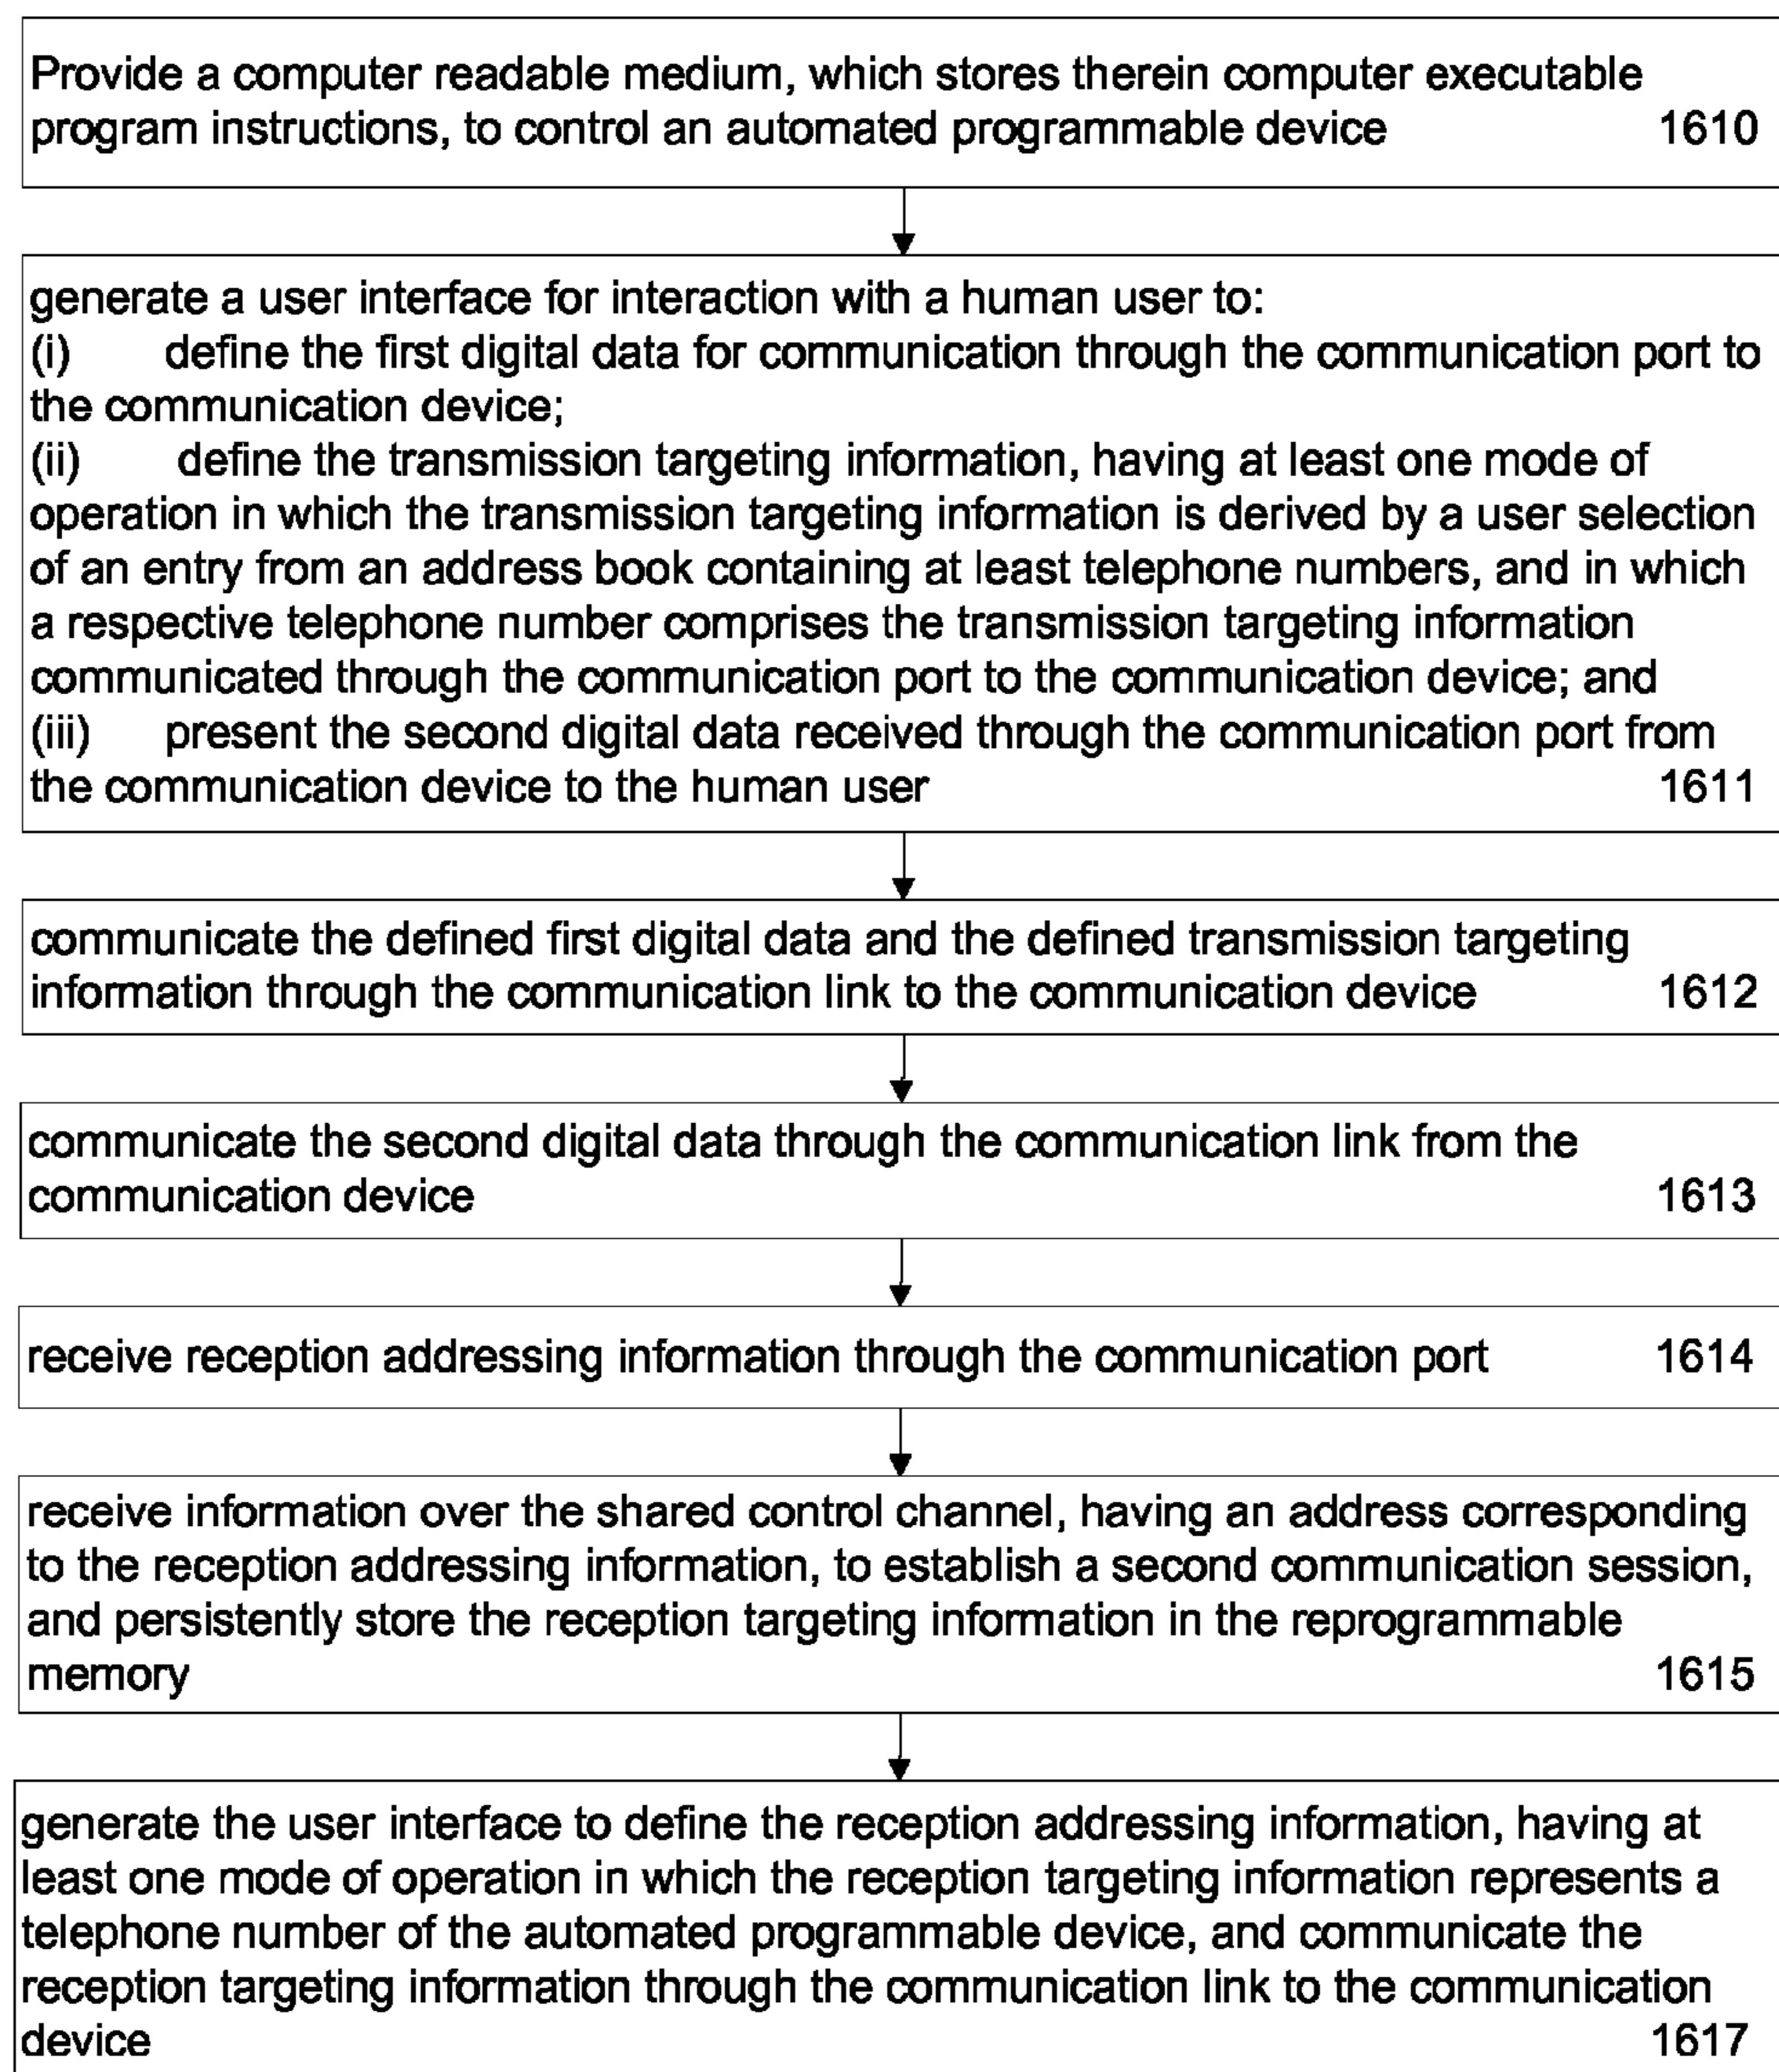 Provide a computer readable medium, which stores therein computer executable
program instructions, to control an automated programmable device 1610
generate a user interface for interaction with a human user to:
(i) define the first digital data for communication through the communication port to
the communication device;
(ii) define the transmission targeting information, having at least one mode of
operation in which the transmission targeting information is derived by a user selection
of an entry from an address book containing at least telephone numbers, and in which
a respective telephone number comprises the transmission targeting information
communicated through the communication port to the communication device; and
(iii) present the second digital data received through the communication port from
the communication device to the human user 1611
communicate the defined first digital data and the defined transmission targeting
information through the communication link to the communication device 1612
communicate the second digital data through the communication link from the
communication device 1613
receive reception addressing information through the communication port 1614
receive information over the shared control channel, having an address corresponding
to the reception addressing information, to establish a second communication session,
and persistently store the reception targeting information in the reprogrammable
memory 1615
generate the user interface to define the reception addressing information, having at
least one mode of operation in which the reception targeting information represents a
telephone number of the automated programmable device, and communicate the
reception targeting information through the communication link to the communication
device 1617